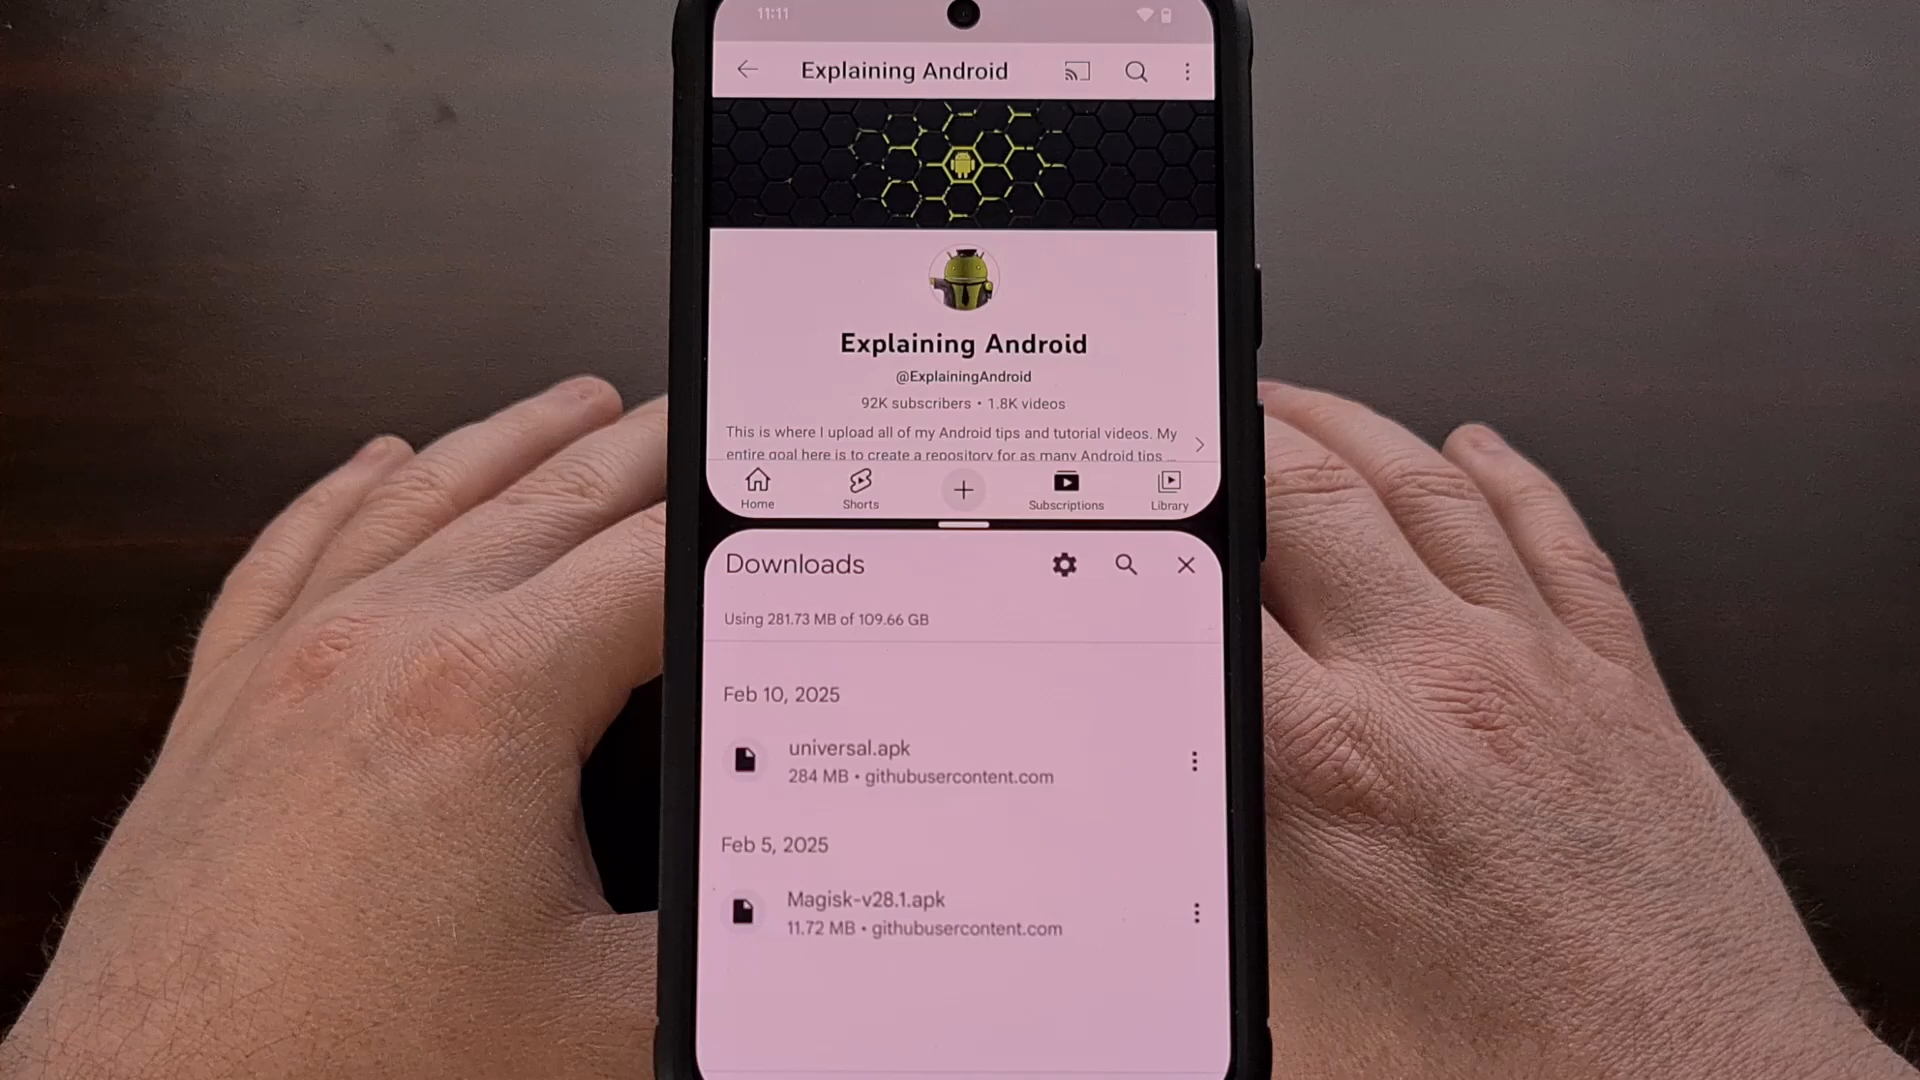 11:11
Explaining Android
Explaining Android
@ExplainingAndroid
92K subscribers • 1.8K videos
This is where I upload all of my Android tips and tutorial videos. My
entire goal here is to create a repository for as many Android tips ...
Home Shorts Subscriptions Library
Downloads
Using 281.73 MB of 109.66 GB
Feb 10, 2025
universal.apk
284 MB • githubusercontent.com
Feb 5, 2025
Magisk-v28.1.apk
11.72 MB • githubusercontent.com